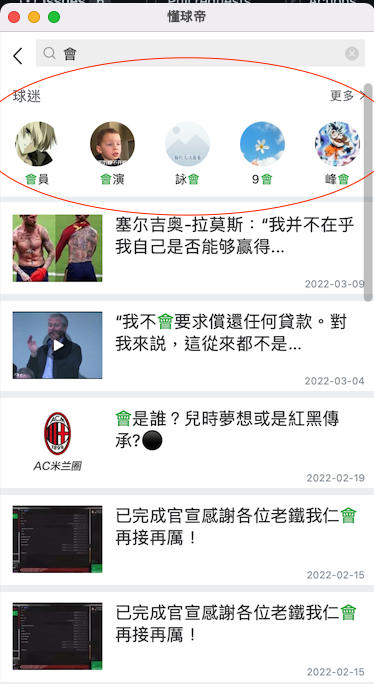 懂球帝
會
球迷
更多
會員
會演
詠會
9會
峰會
塞尔吉奥-拉莫斯：“我并不在乎
我自己是否能够赢得...
2022-03-09
“我不會要求償還任何貸款。對
我來説，這從來都不是...
2022-03-04
會是誰？兒時夢想或是紅黑傳
承?
ACM
1899
AC米兰圈
2022-02-19
已完成官宣感謝各位老鐵我仁會
再接再厲！
2022-02-15
已完成官宣感謝各位老鐵我仁會
再接再厲！
2022-02-15